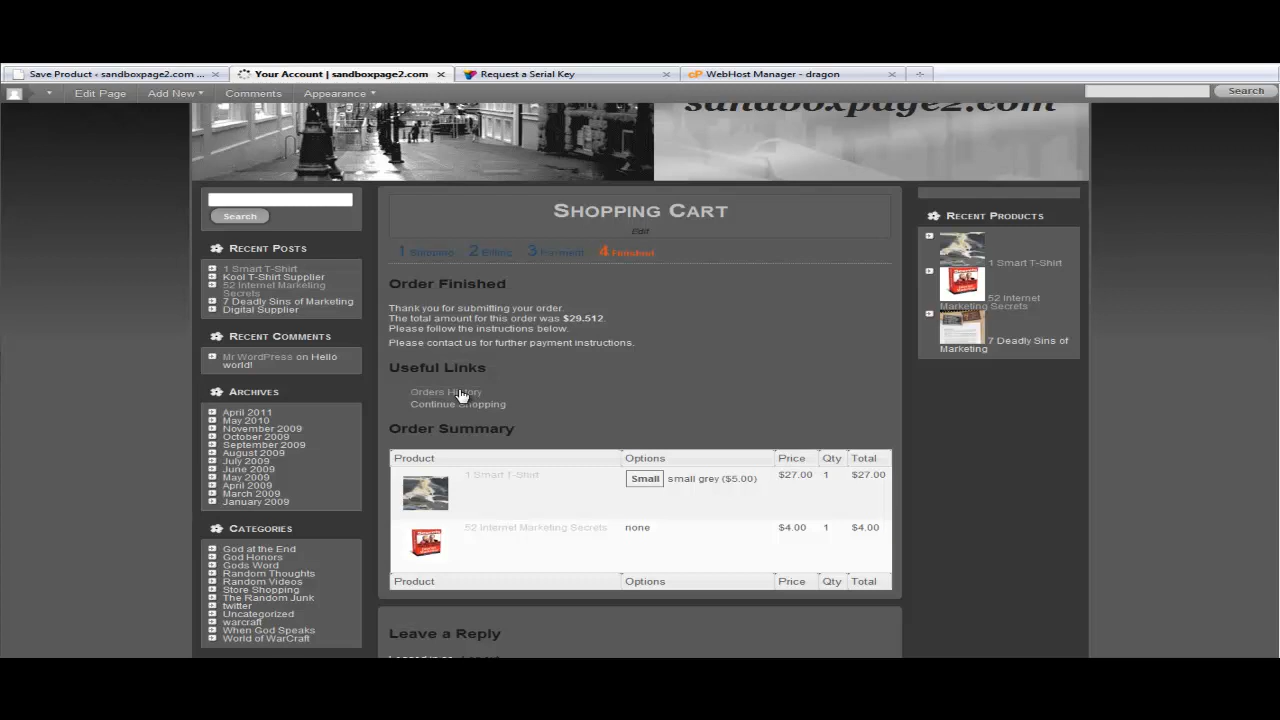 Save Product ‹ sandboxpage2.com ...
Your Account | sandboxpage2.com
Request a Serial Key
cP WebHost Manager - dragon
Edit Page
Add New
Comments
Appearance
Search
sandboxpage2.com
Search
Recent Posts
1 Smart T-Shirt
Kool T-Shirt Supplier
52 Internet Marketing
Secrets
7 Deadly Sins of Marketing
Digital Supplier
Recent Comments
Mr WordPress on Hello
world!
Archives
April 2011
May 2010
November 2009
October 2009
September 2009
August 2009
July 2009
June 2009
May 2009
April 2009
March 2009
January 2009
Categories
God at the End
God Honors
Gods Word
Random Thoughts
Random Videos
Store Shopping
The Random Junk
twitter
Uncategorized
warcraft
When God Speaks
World of WarCraft
Shopping Cart
Edit
1 Shopping 2 Billing 3 Payment 4 Finished
Order Finished
Thank you for submitting your order.
The total amount for this order was $29.512.
Please follow the instructions below.
Please contact us for further payment instructions.
Useful Links
Orders History
Continue Shopping
Order Summary
Product Options Price Qty Total
1 Smart T-Shirt Small small grey ($5.00) $27.00 1 $27.00
52 Internet Marketing Secrets none $4.00 1 $4.00
Product Options Price Qty Total
Leave a Reply
Recent Products
1 Smart T-Shirt
52 Internet
Marketing Secrets
7 Deadly Sins of
Marketing